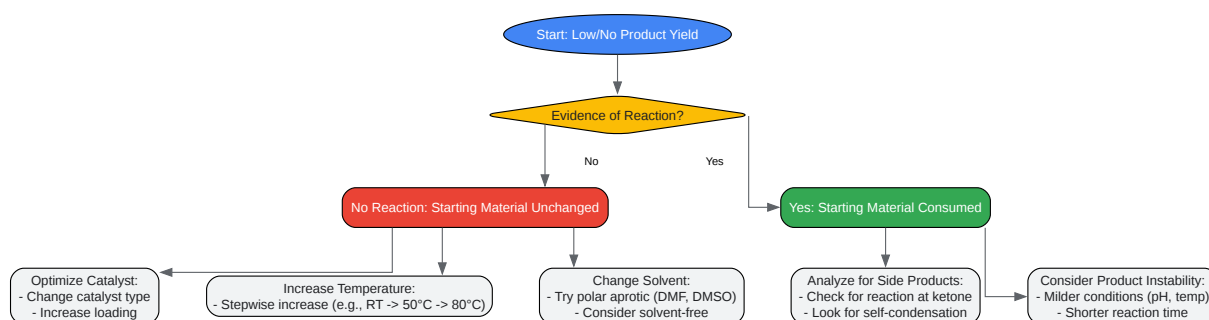 Start: Low/No Product Yield
Evidence of Reaction?
No
Yes
No Reaction: Starting Material Unchanged
Yes: Starting Material Consumed
Optimize Catalyst:
- Change catalyst type
- Increase loading
Increase Temperature:
- Stepwise increase (e.g., RT -> 50°C -> 80°C)
Change Solvent:
- Try polar aprotic (DMF, DMSO)
- Consider solvent-free
Analyze for Side Products:
- Check for reaction at ketone
- Look for self-condensation
Consider Product Instability:
- Milder conditions (pH, temp)
- Shorter reaction time